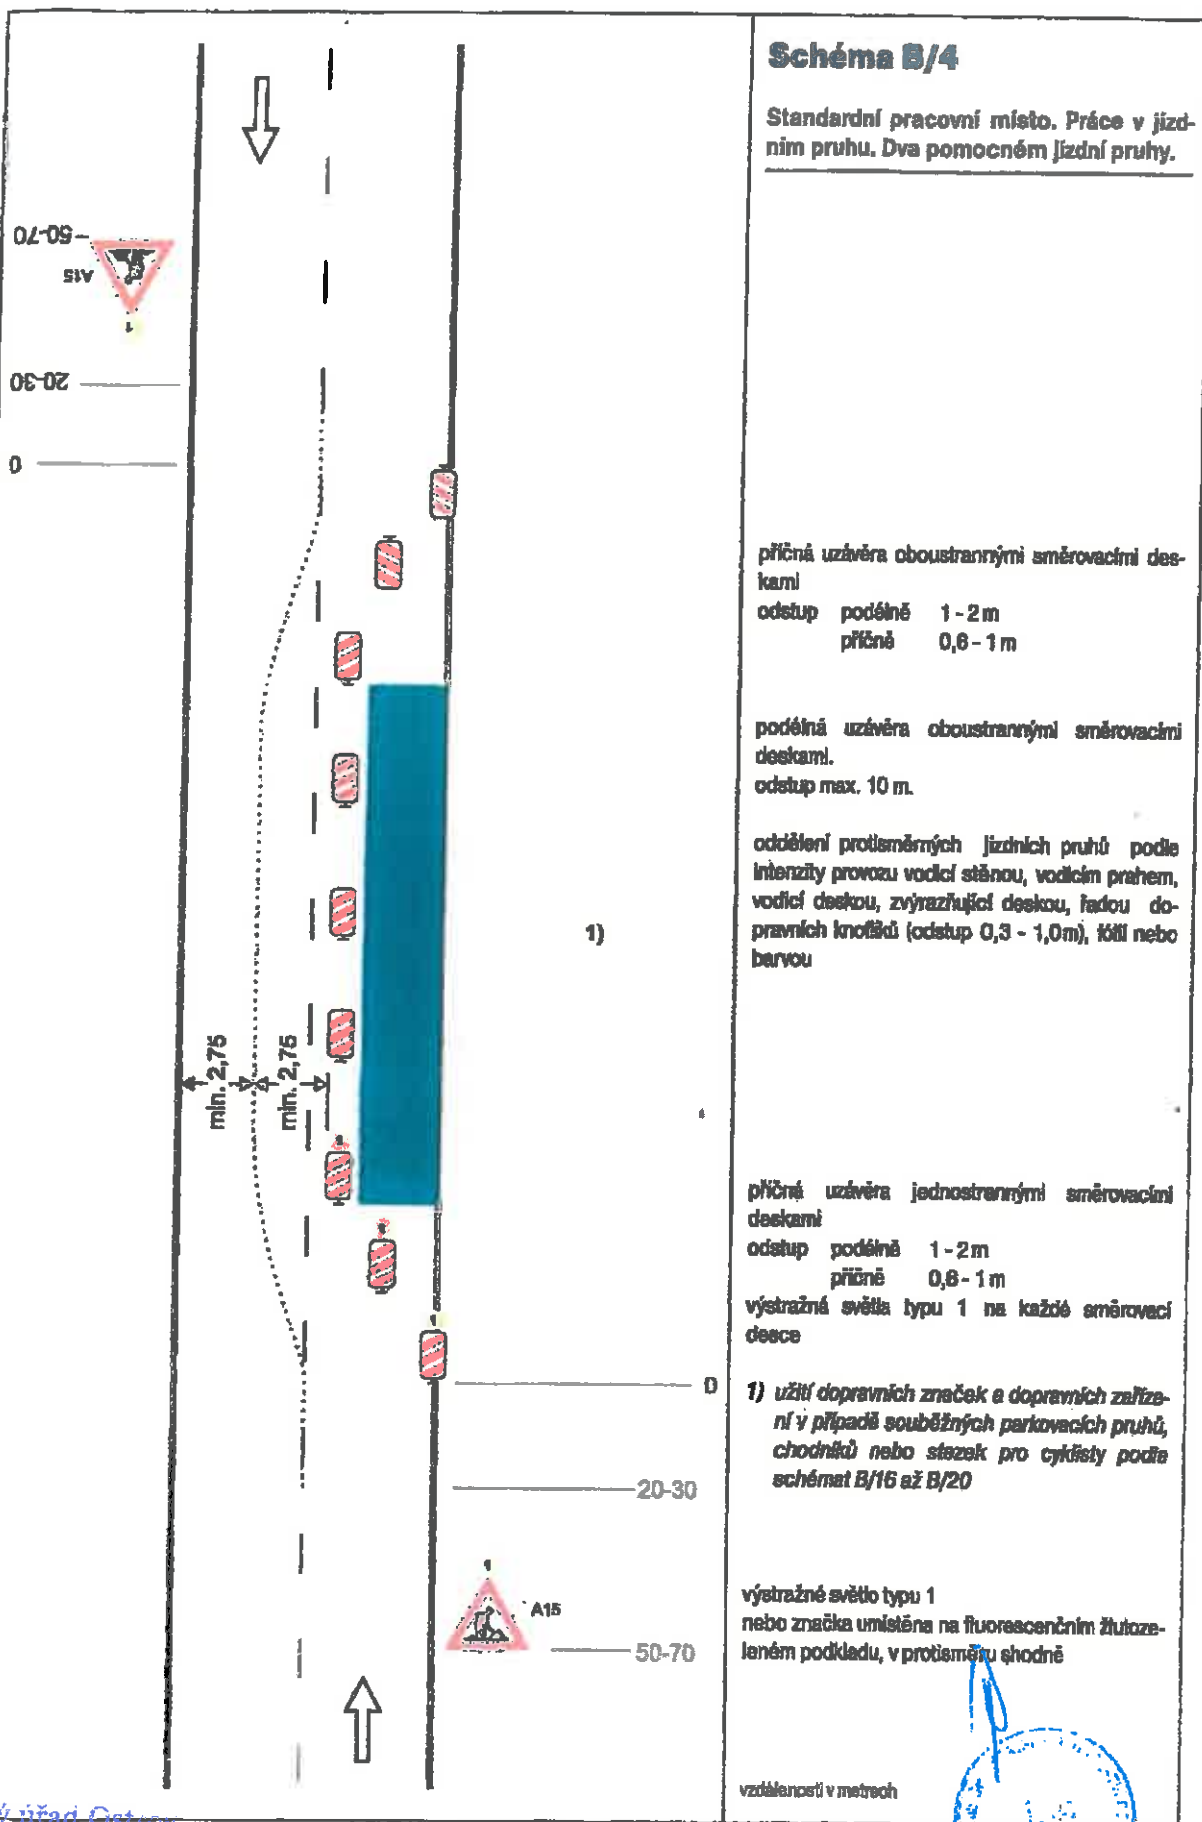 Schéma B/4
Standardní pracovní místo. Práce v jízd-
ním pruhu. Dva pomocném jízdní pruhy.
50-70
A15
1
20-30
0
příčná uzávěra oboustrannými směrovacími des-
kami
odstup podélně 1 - 2 m
příčně 0,6 - 1 m
podélná uzávěra oboustrannými směrovacími
deskami.
odstup max. 10 m.
oddělení protisměrných jízdních pruhů podle
intenzity provozu vodicí stěnou, vodicím prahem,
vodicí deskou, zvýrazňující deskou, řadou do-
pravních knoflíků (odstup 0,3 - 1,0m), fólií nebo
barvou
1)
min. 2,75
min. 2,75
příčná uzávěra jednostrannými směrovacími
deskami
odstup podélně 1 - 2m
příčně 0,6 - 1 m
výstražná světla typu 1 na každé směrovací
desce
0
1) užití dopravních značek a dopravních zaříze-
ní v případě souběžných parkovacích pruhů,
chodníků nebo stezek pro cyklisty podle
schémat B/16 až B/20
20-30
1
A15
50-70
výstražné světlo typu 1
nebo značka umístěna na fluorescenčním žlutoze-
leném podkladu, v protisměru shodně
vzdálenosti v metrech
úřad